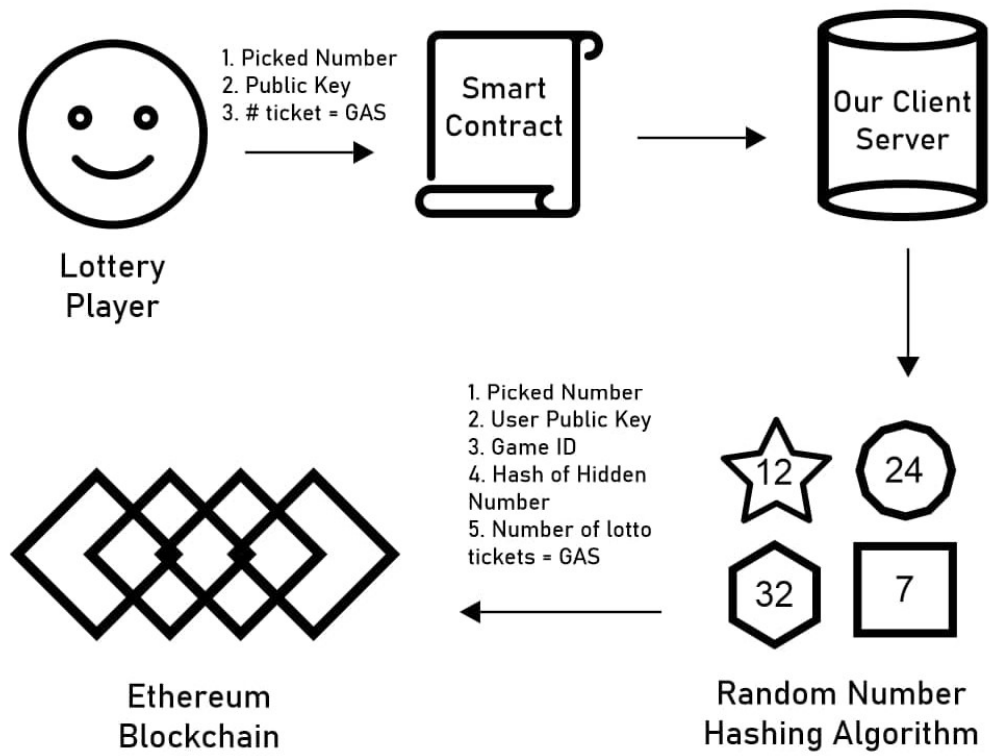 1. Picked Number
2. Public Key
3. # ticket = GAS
Smart
Contract
Our Client
Server
Lottery
Player
1. Picked Number
2. User Public Key
3. Game ID
4. Hash of Hidden
Number
5. Number of lotto
tickets = GAS
12
24
32
7
Ethereum
Blockchain
Random Number
Hashing Algorithm